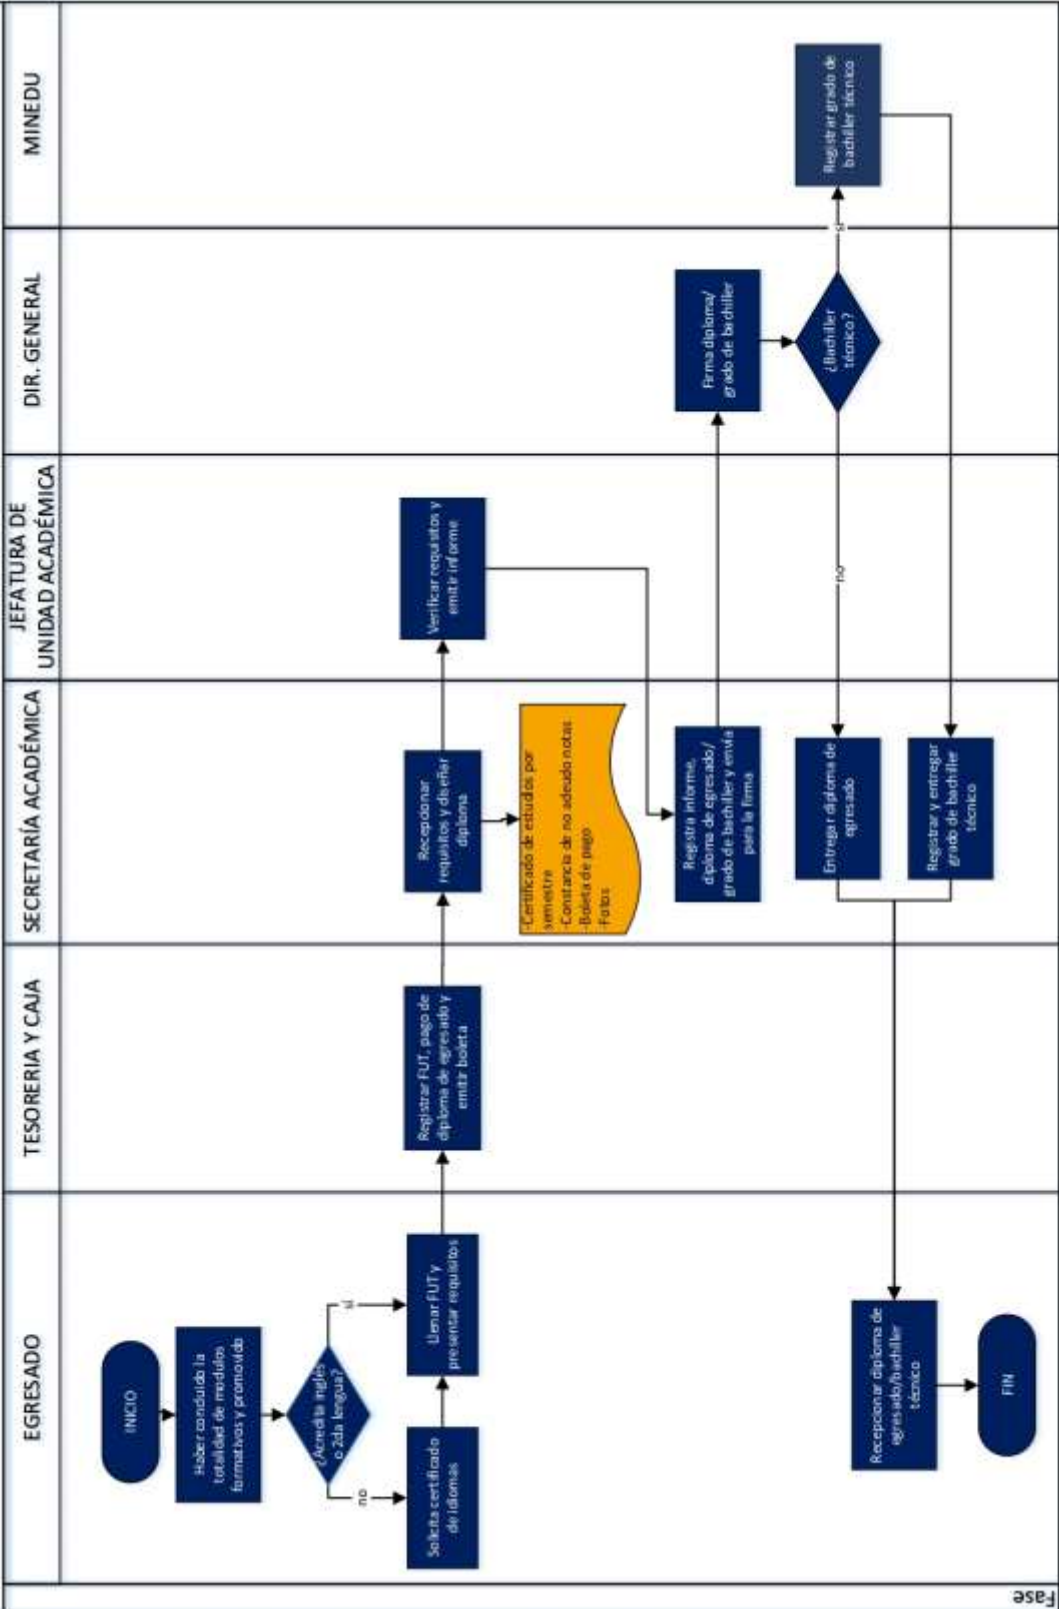 EGRESADO
TESORERIA Y CAJA
SECRETARÍA ACADÉMICA
JEFATURA DE
UNIDAD ACADÉMICA
DIR. GENERAL
MINEDU
INICIO
Haber concluido la
totalidad de modulos
formativos y promovido
¿Acredita ingles
o 2da lengua?
no
si
Solicita certificado
de idiomas
Llenar FUT y
presentar requisitos
Registrar FUT, pago de
diploma de egresado y
emitir boleta
Recepcionar
requisitos y diseñar
diploma
Verificar requisitos y
emitir informe
-Certificado de estudios por
semestre
-Constancia de no adeudo notas
-Boleta de pago
-Fotos
Registra informe,
diploma de egresado/
grado de bachiller y envia
para la firma
Firma diploma/
grado de bachiller
¿Bachiller
técnico?
si
no
Registrar grado de
bachiller técnico
Entregar diploma de
egresado
Registrar y entregar
grado de bachiller
técnico
Recepcionar diploma de
egresado/bachiller
técnico
FIN
Fase